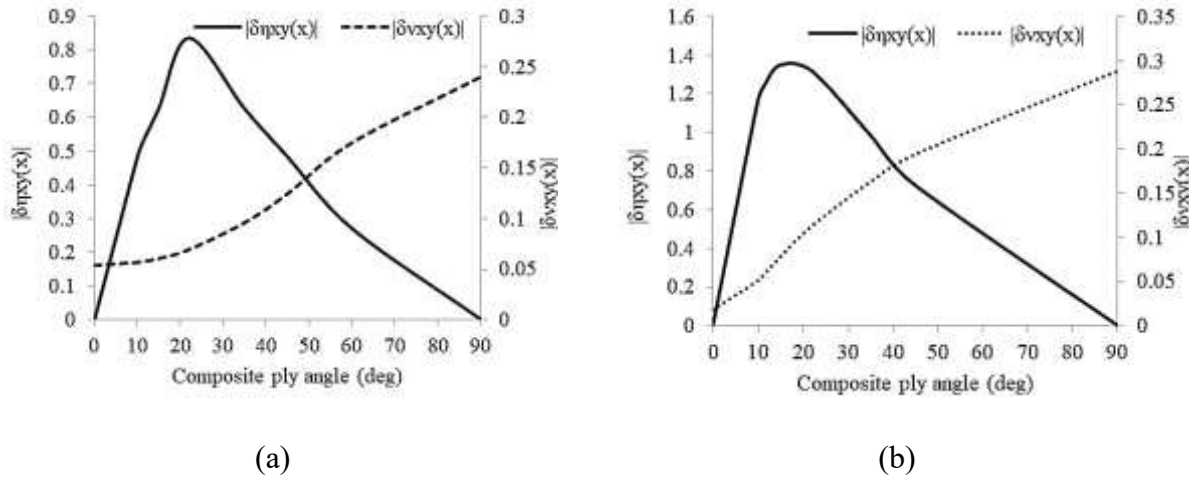 |δηxy(x)| |δνxy(x)|
0.9
0.8
0.7
0.6
0.5
0.4
0.3
0.2
0.1
0
|δηxy(x)|
0.3
0.25
0.2
0.15
0.1
0.05
0
|δνxy(x)|
0 10 20 30 40 50 60 70 80 90
Composite ply angle (deg)
(a)
|δηxy(x)| |δνxy(x)|
1.6
1.4
1.2
1
0.8
0.6
0.4
0.2
0
|δηxy(x)|
0.35
0.3
0.25
0.2
0.15
0.1
0.05
0
|δνxy(x)|
0 10 20 30 40 50 60 70 80 90
Composite ply angle (deg)
(b)